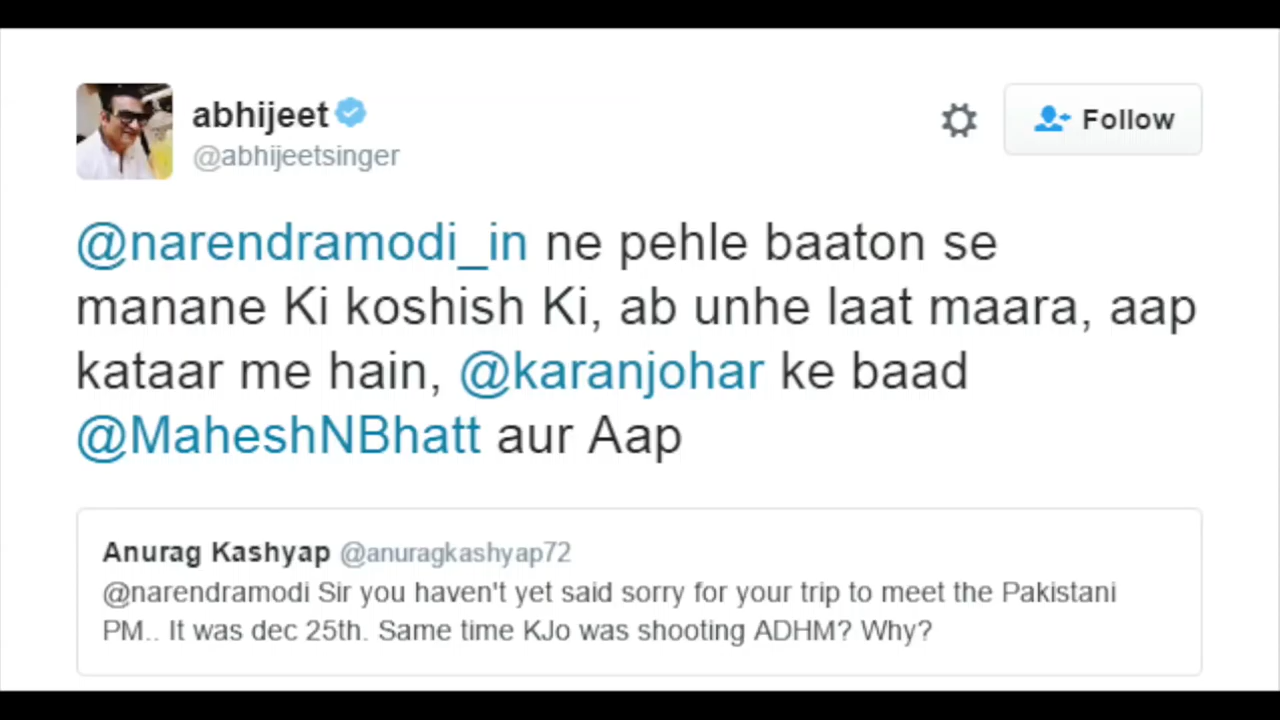 abhijeet
@abhijeetsinger
Follow
@narendramodi_in ne pehle baaton se
manane Ki koshish Ki, ab unhe laat maara, aap
kataar me hain, @karanjohar ke baad
@MaheshNBhatt aur Aap
Anurag Kashyap @anuragkashyap72
@narendramodi Sir you haven't yet said sorry for your trip to meet the Pakistani
PM.. It was dec 25th. Same time KJo was shooting ADHM? Why?